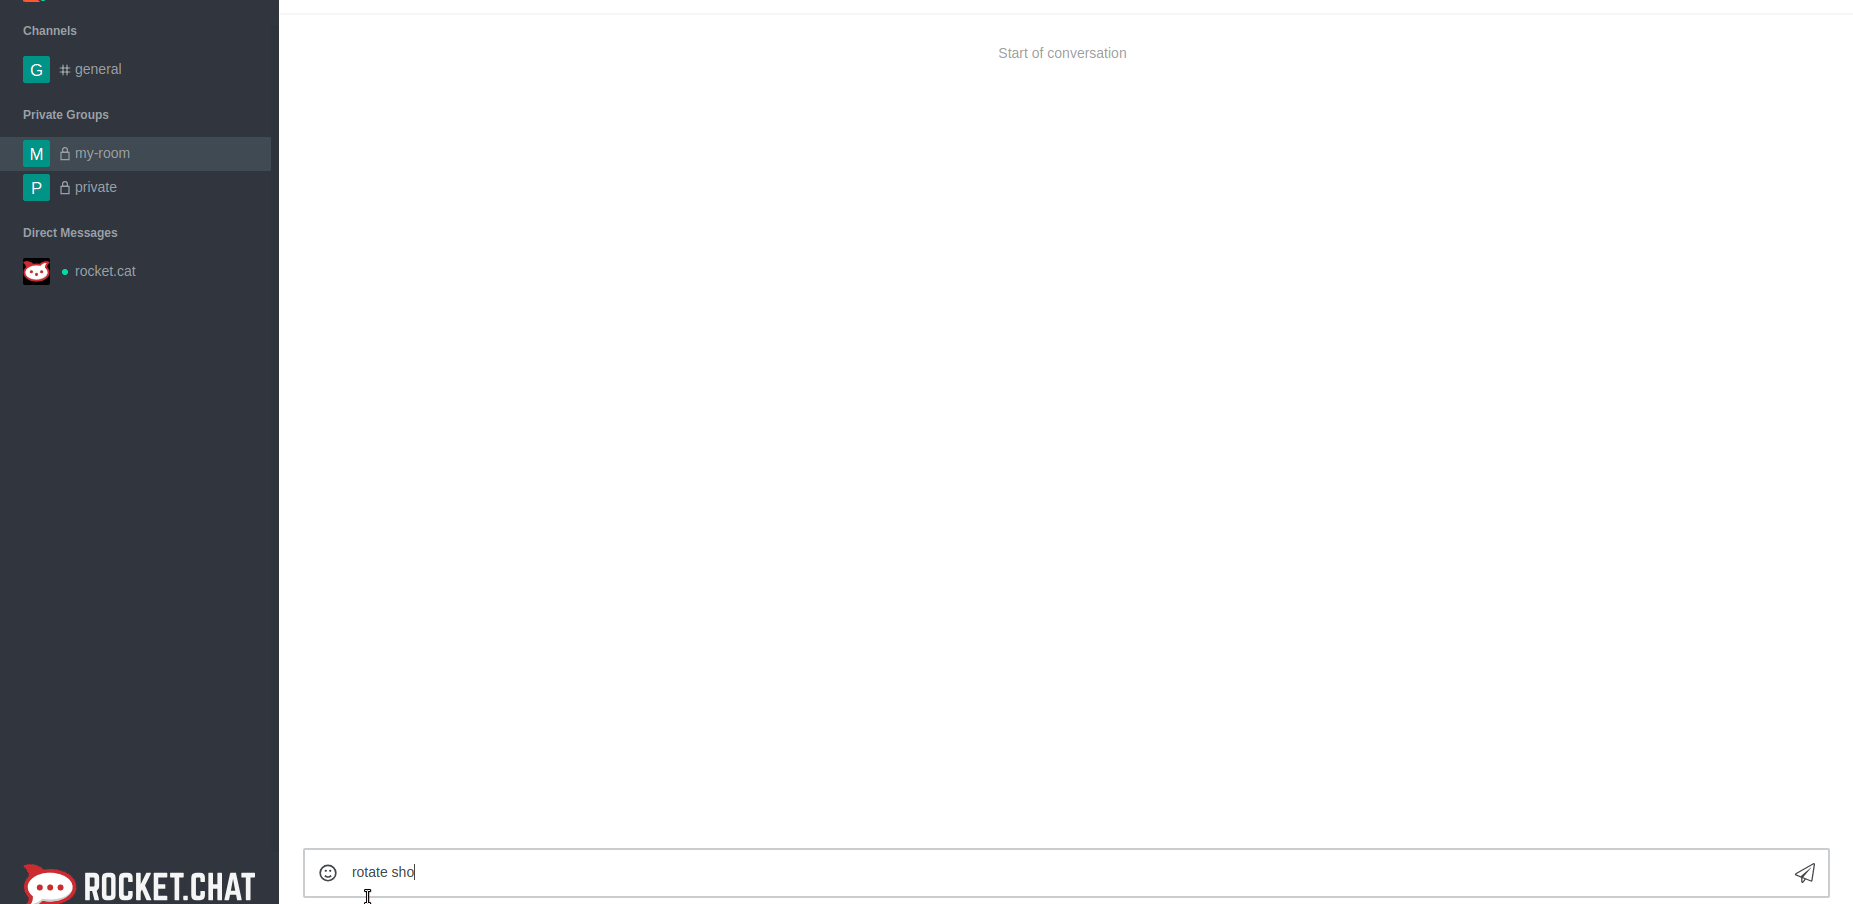 Channels
G # general
Private Groups
M my-room
P private
Direct Messages
rocket.cat
ROCKET.CHAT
Start of conversation
rotate sho